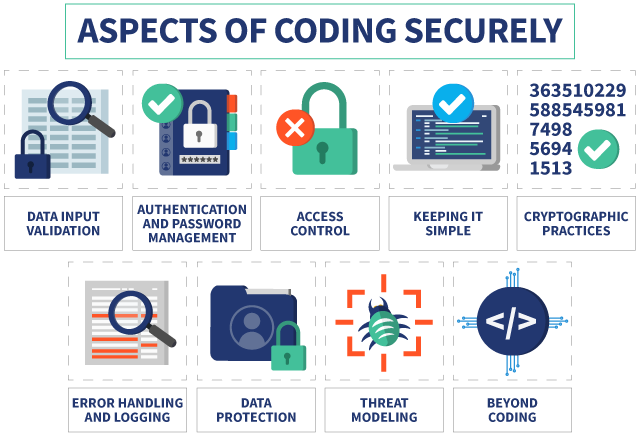 ASPECTS OF CODING SECURELY
363510229
588545981
7498
5694
1513
******
DATA INPUT
VALIDATION
AUTHENTICATION
AND PASSWORD
MANAGEMENT
ACCESS
CONTROL
KEEPING IT
SIMPLE
CRYPTOGRAPHIC
PRACTICES
</>
ERROR HANDLING
AND LOGGING
DATA
PROTECTION
THREAT
MODELING
BEYOND
CODING